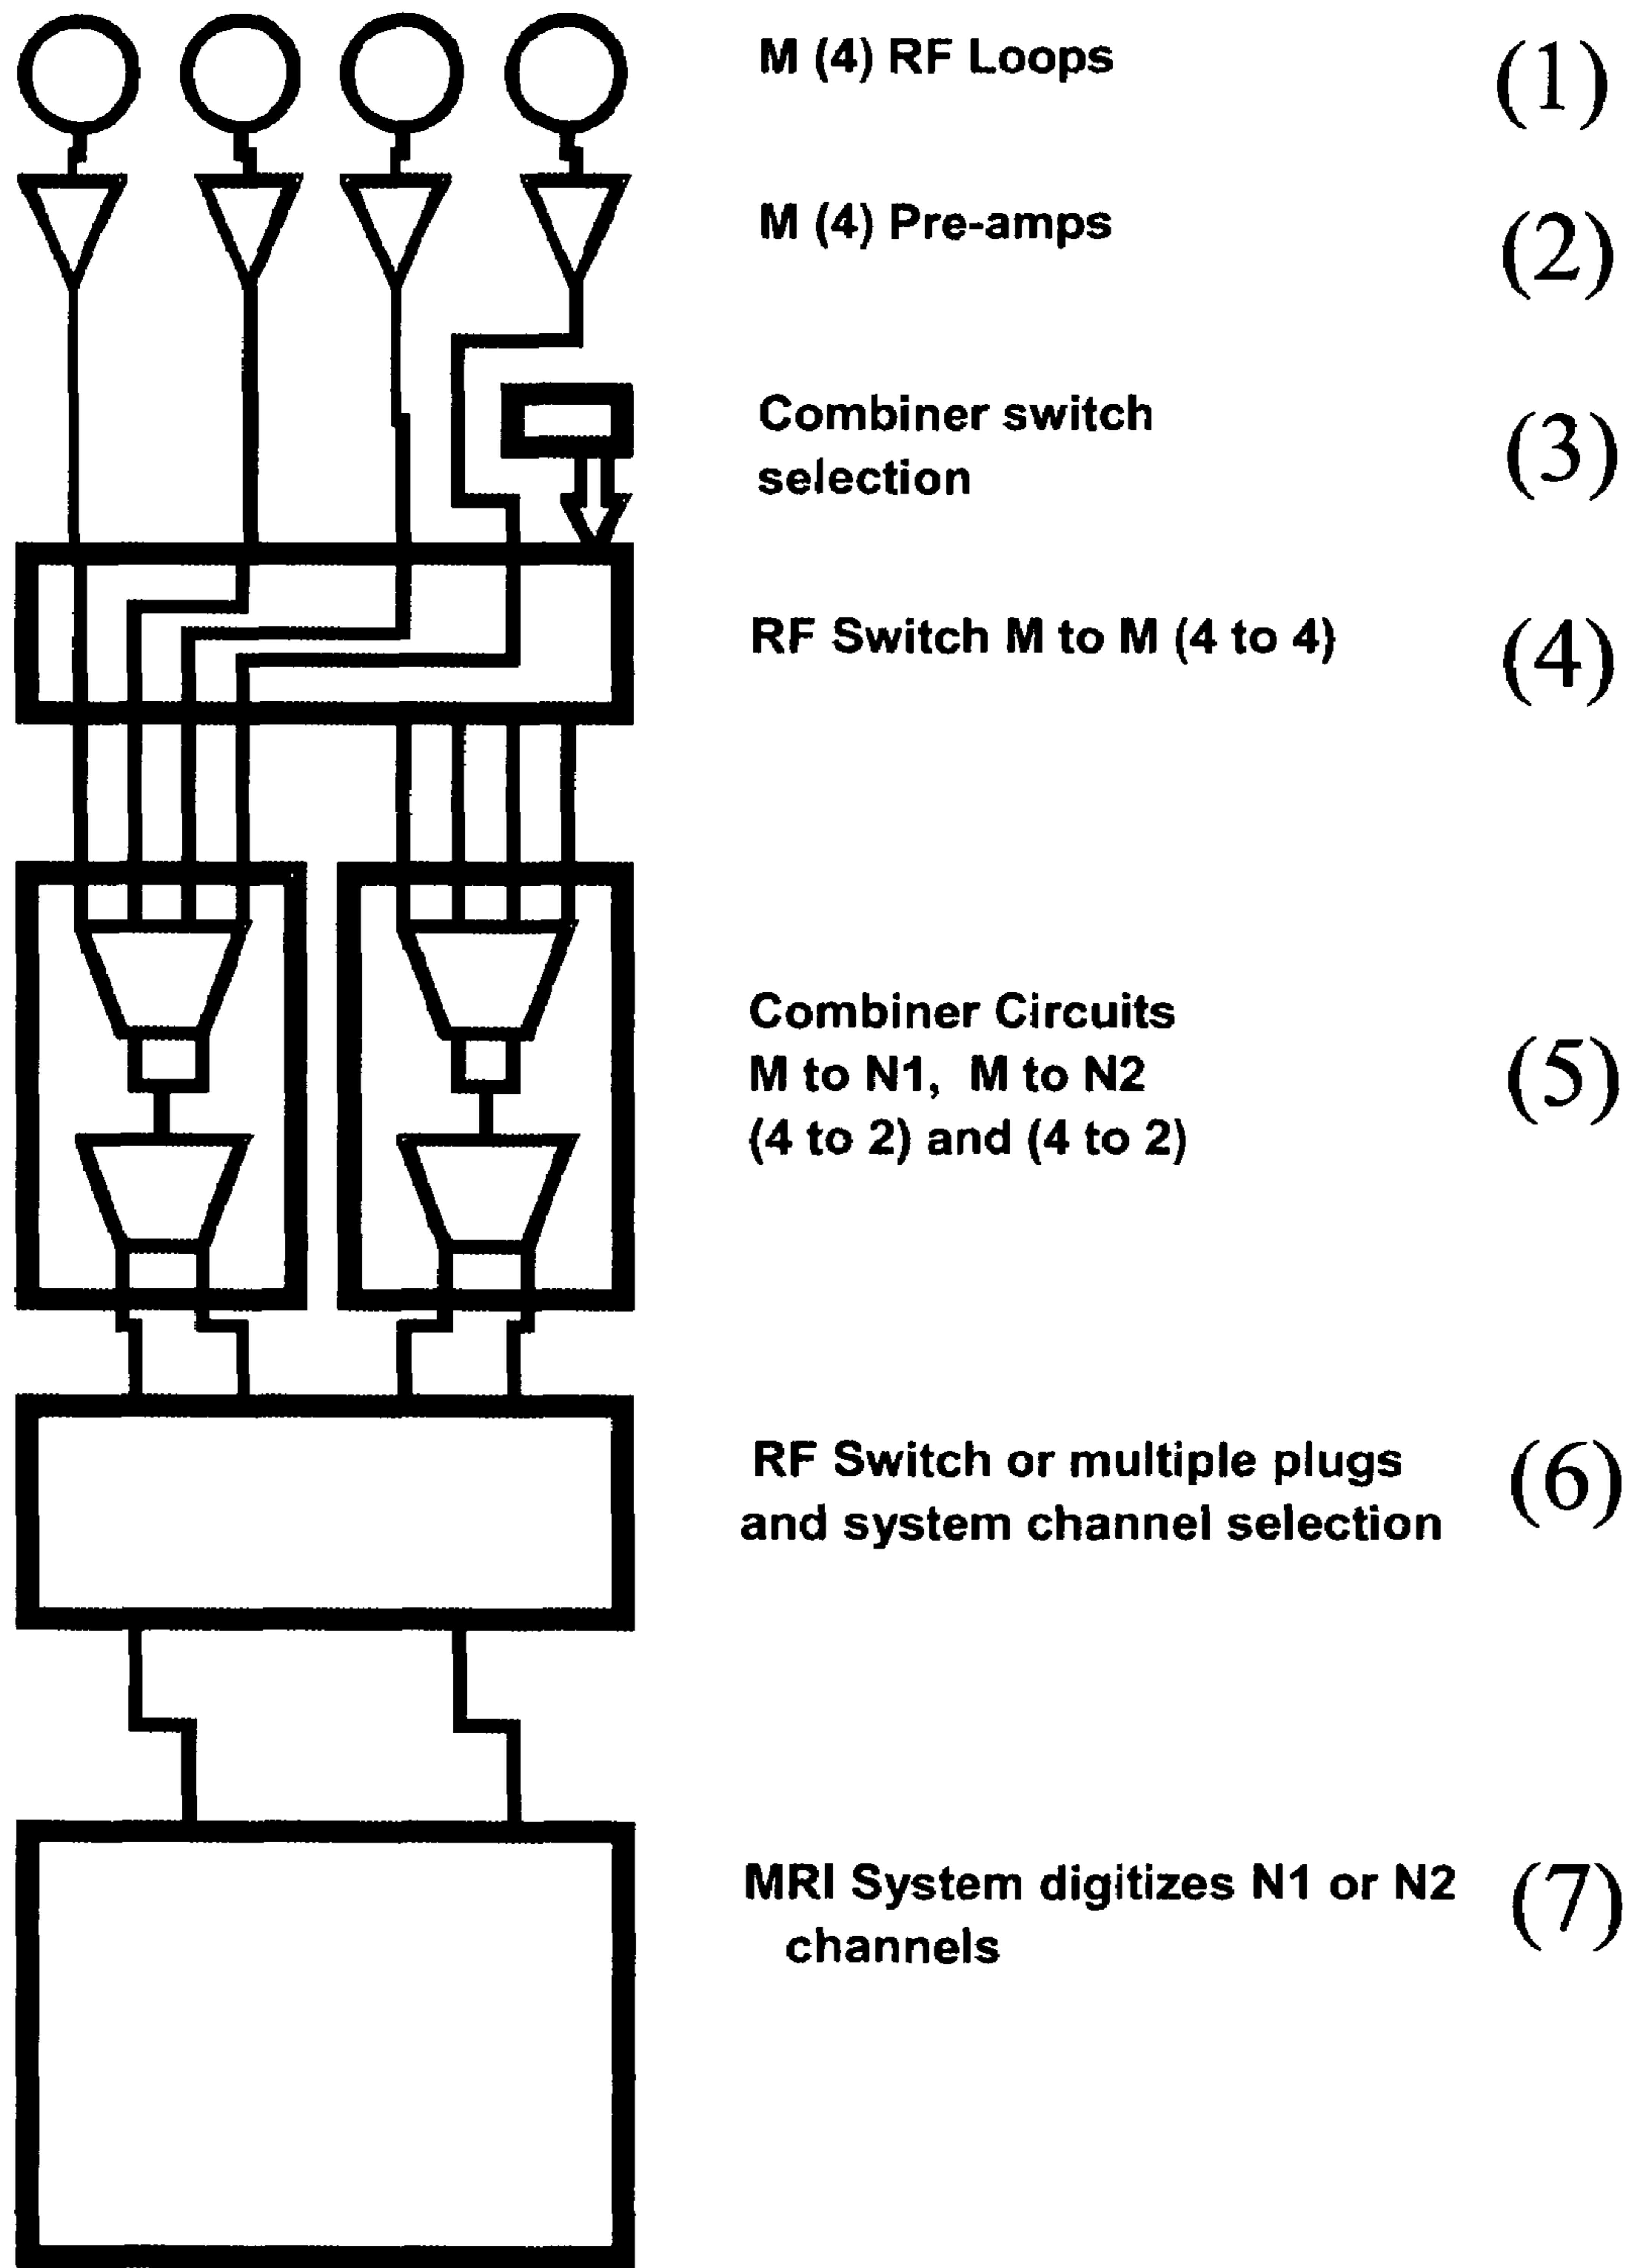 M (4) RF Loops (1)
M (4) Pre-amps (2)
Combiner switch
selection (3)
RF Switch M to M (4 to 4) (4)
Combiner Circuits
M to N1, M to N2 (5)
(4 to 2) and (4 to 2)
RF Switch or multiple plugs (6)
and system channel selection
MRI System digitizes N1 or N2 (7)
channels